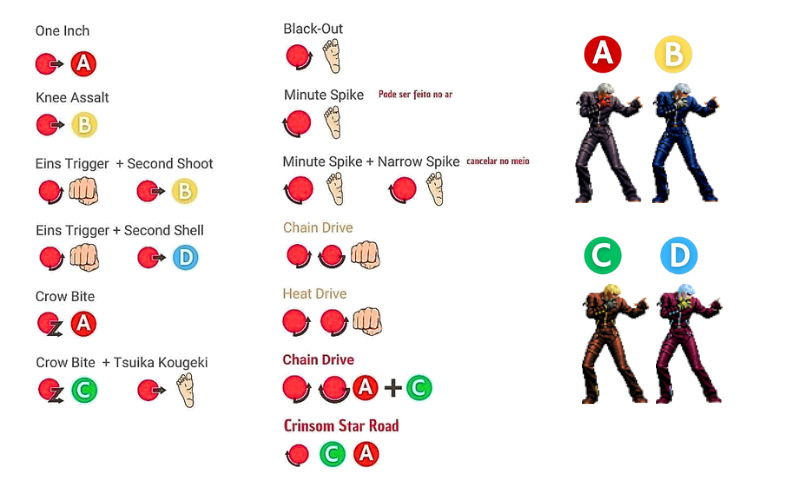 One Inch
A
Knee Assalt
B
Eins Trigger + Second Shoot
B
Eins Trigger + Second Shell
D
Crow Bite
A
Crow Bite + Tsuika Kougeki
C
Black-Out
Minute Spike Pode ser feito no ar
Minute Spike + Narrow Spike cancelar no meio
Chain Drive
Heat Drive
Chain Drive
A + C
Crinsom Star Road
C A
A B
C D